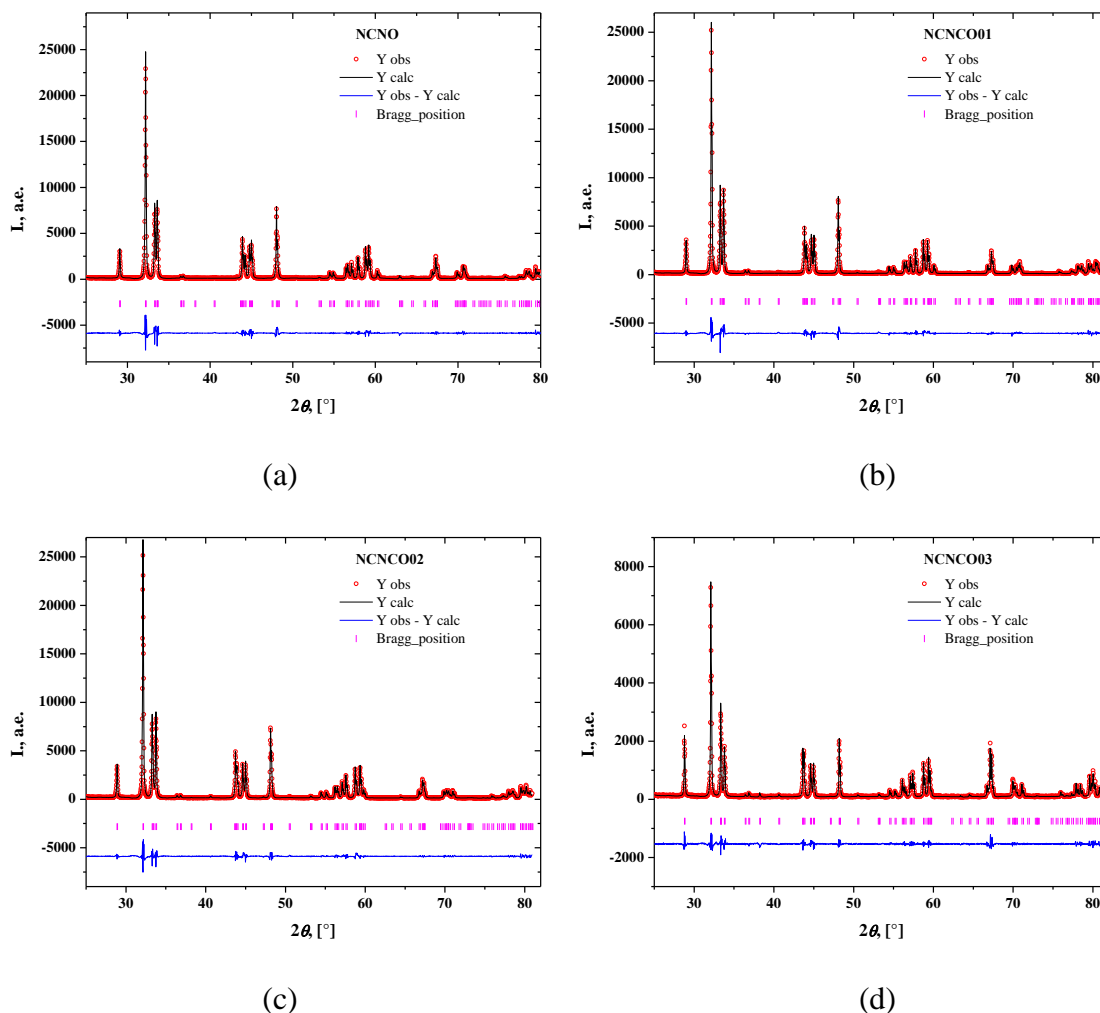 NCNO
Y obs
Y calc
Y obs - Y calc
Bragg_position
25000
20000
15000
10000
5000
0
-5000
I., a.e.
30 40 50 60 70 80
2θ, [°]
(a)
NCNCO01
Y obs
Y calc
Y obs - Y calc
Bragg_position
25000
20000
15000
10000
5000
0
-5000
I., a.e.
30 40 50 60 70 80
2θ, [°]
(b)
NCNCO02
Y obs
Y calc
Y obs - Y calc
Bragg_position
25000
20000
15000
10000
5000
0
-5000
I., a.e.
30 40 50 60 70 80
2θ, [°]
(c)
NCNCO03
Y obs
Y calc
Y obs - Y calc
Bragg_position
8000
6000
4000
2000
0
-2000
I., a.e.
30 40 50 60 70 80
2θ, [°]
(d)